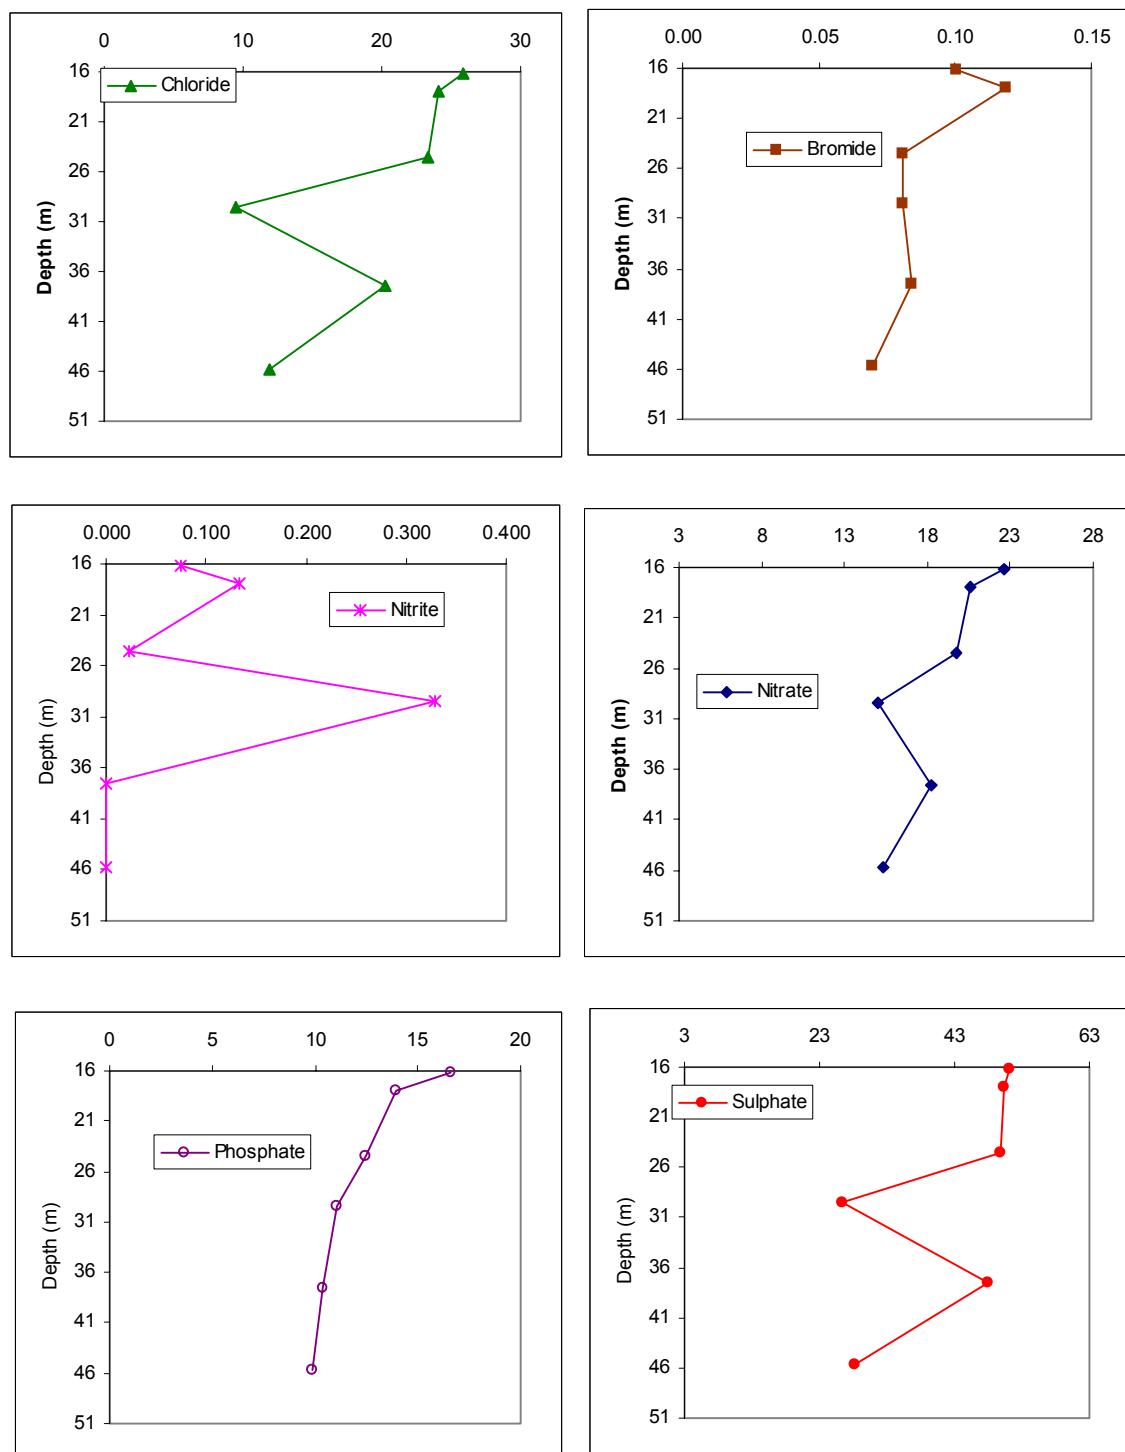 0 10 20 30
16
21
26
31
36
41
46
51
Depth (m)
Chloride
0.00 0.05 0.10 0.15
16
21
26
31
36
41
46
51
Depth (m)
Bromide
0.000 0.100 0.200 0.300 0.400
16
21
26
31
36
41
46
51
Depth (m)
Nitrite
3 8 13 18 23 28
16
21
26
31
36
41
46
51
Depth (m)
Nitrate
0 5 10 15 20
16
21
26
31
36
41
46
51
Depth (m)
Phosphate
3 23 43 63
16
21
26
31
36
41
46
51
Depth (m)
Sulphate